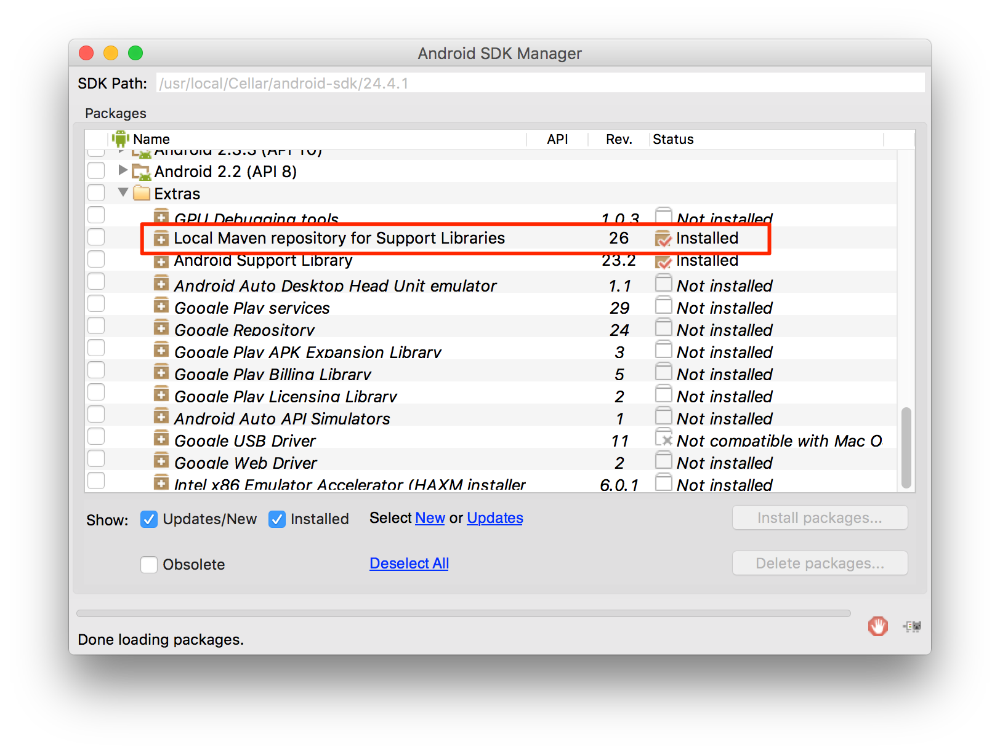 Android SDK Manager
SDK Path: /usr/local/Cellar/android-sdk/24.4.1
Packages
Name API Rev. Status
Android 2.3.3 (API 10)
Android 2.2 (API 8)
Extras
GPU Debugging tools 1.0.3 Not installed
Local Maven repository for Support Libraries 26 Installed
Android Support Library 23.2 Installed
Android Auto Desktop Head Unit emulator 1.1 Not installed
Google Play services 29 Not installed
Google Repository 24 Not installed
Google Play APK Expansion Library 3 Not installed
Google Play Billing Library 5 Not installed
Google Play Licensing Library 2 Not installed
Android Auto API Simulators 1 Not installed
Google USB Driver 11 Not compatible with Mac O
Google Web Driver 2 Not installed
Intel x86 Emulator Accelerator (HAXM installer 6.0.1 Not installed
Show: Updates/New Installed Select New or Updates Install packages...
Obsolete Deselect All Delete packages...
Done loading packages.